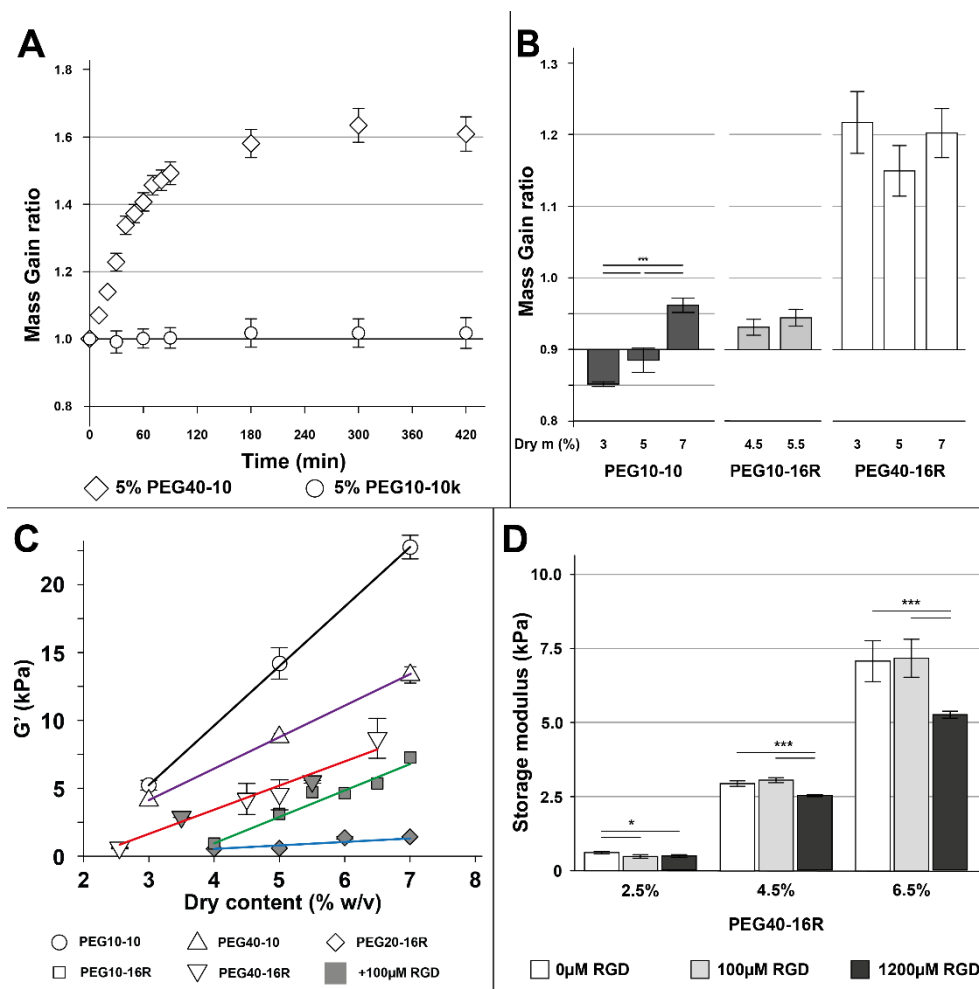 A
Mass Gain ratio
1.8
1.6
1.4
1.2
1.0
0.8
0 60 120 180 240 300 360 420
Time (min)
5% PEG40-10 5% PEG10-10k
B
Mass Gain ratio
1.3
1.2
1.1
1.0
0.9
0.8
***
Dry m (%) 3 5 7 4.5 5.5 3 5 7
PEG10-10 PEG10-16R PEG40-16R
C
G’ (kPa)
20
15
10
5
0
2 3 4 5 6 7 8
Dry content (% w/v)
PEG10-10 PEG40-10 PEG20-16R
PEG10-16R PEG40-16R +100µM RGD
D
Storage modulus (kPa)
10.0
7.5
5.0
2.5
0
*
***
***
2.5% 4.5% 6.5%
PEG40-16R
0µM RGD 100µM RGD 1200µM RGD